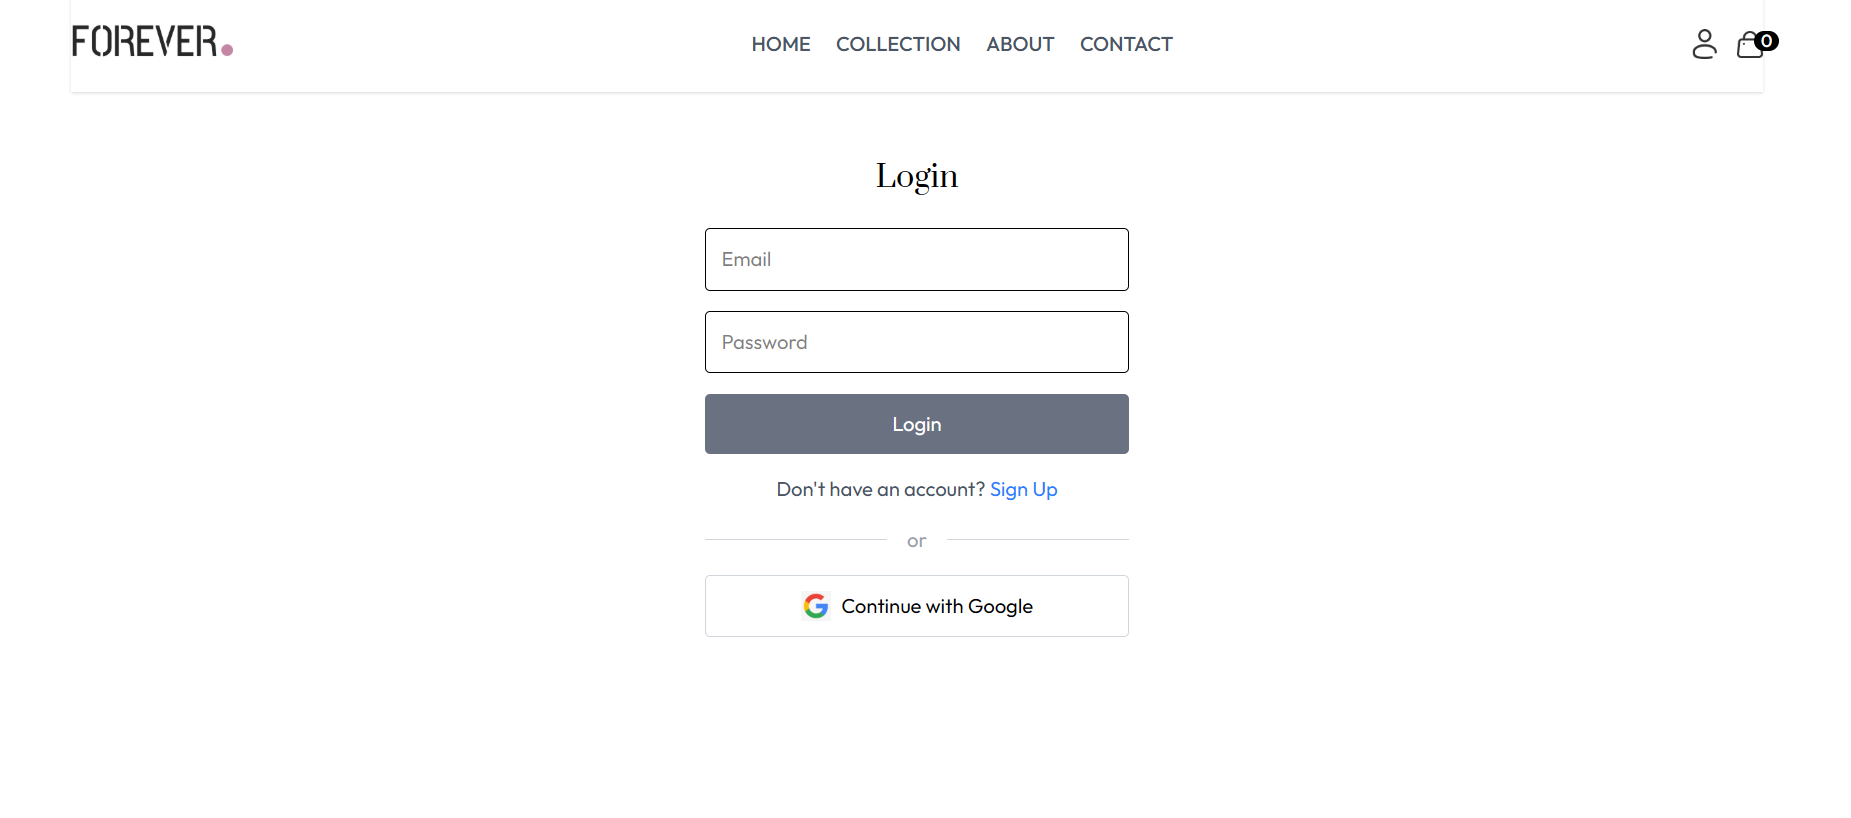 FOREVER.
HOME COLLECTION ABOUT CONTACT
0
Login
Email
Password
Login
Don't have an account? Sign Up
or
Continue with Google